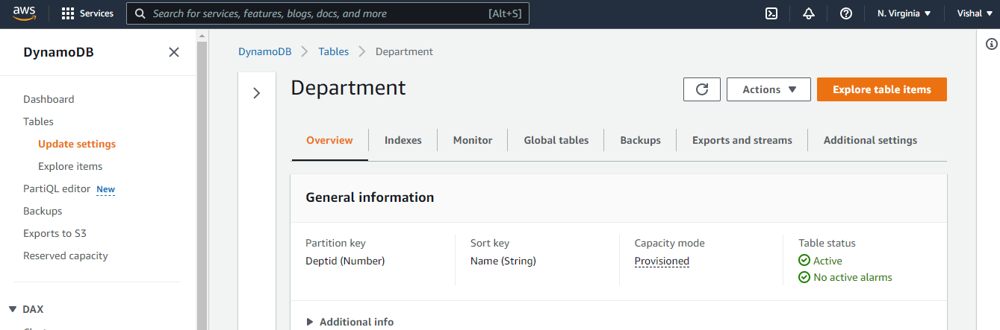 aws
Services
Search for services, features, blogs, docs, and more [Alt+S]
N. Virginia
Vishal
DynamoDB
Dashboard
Tables
Update settings
Explore items
PartiQL editor New
Backups
Exports to S3
Reserved capacity
DAX
DynamoDB Tables Department
Department
Actions
Explore table items
Overview Indexes Monitor Global tables Backups Exports and streams Additional settings
General information
Partition key
Deptid (Number)
Sort key
Name (String)
Capacity mode
Provisioned
Table status
Active
No active alarms
Additional info